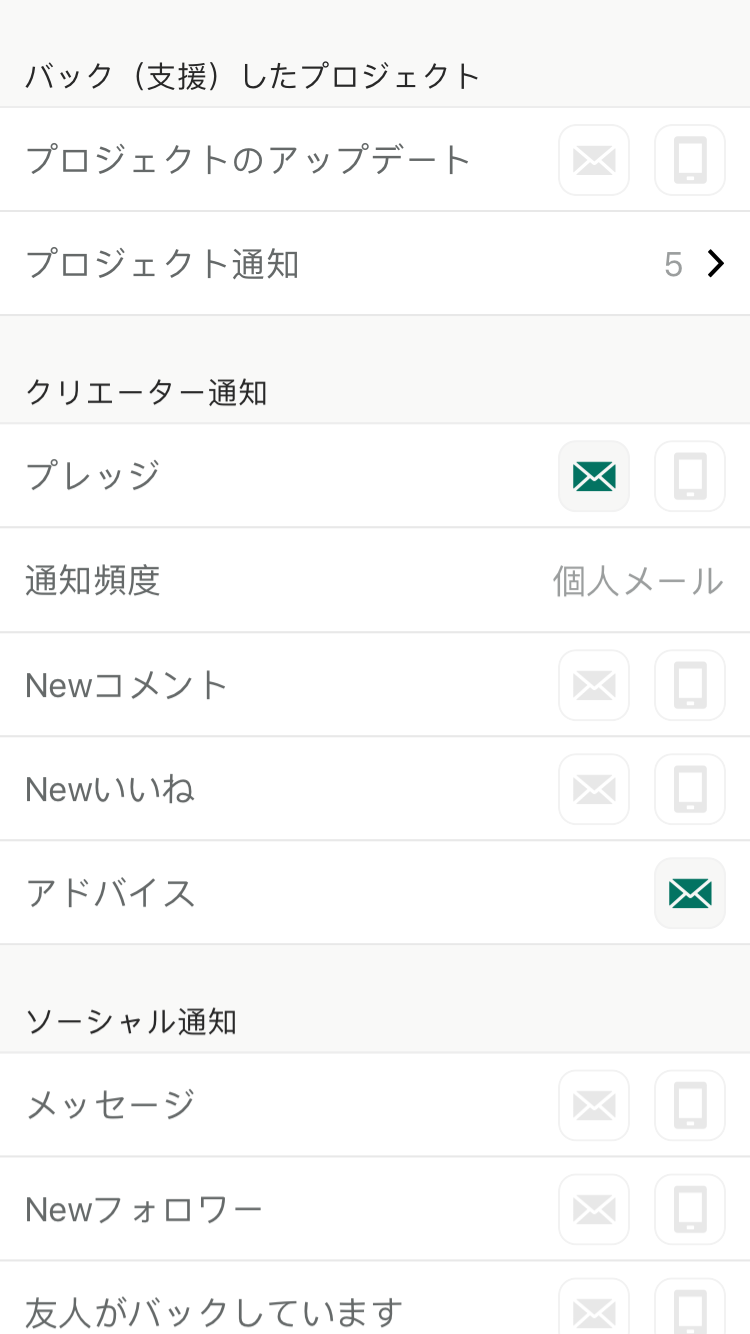 バック（支援）したプロジェクト
プロジェクトのアップデート
プロジェクト通知 5
クリエーター通知
プレッジ
通知頻度 個人メール
Newコメント
Newいいね
アドバイス
ソーシャル通知
メッセージ
Newフォロワー
友人がバックしています